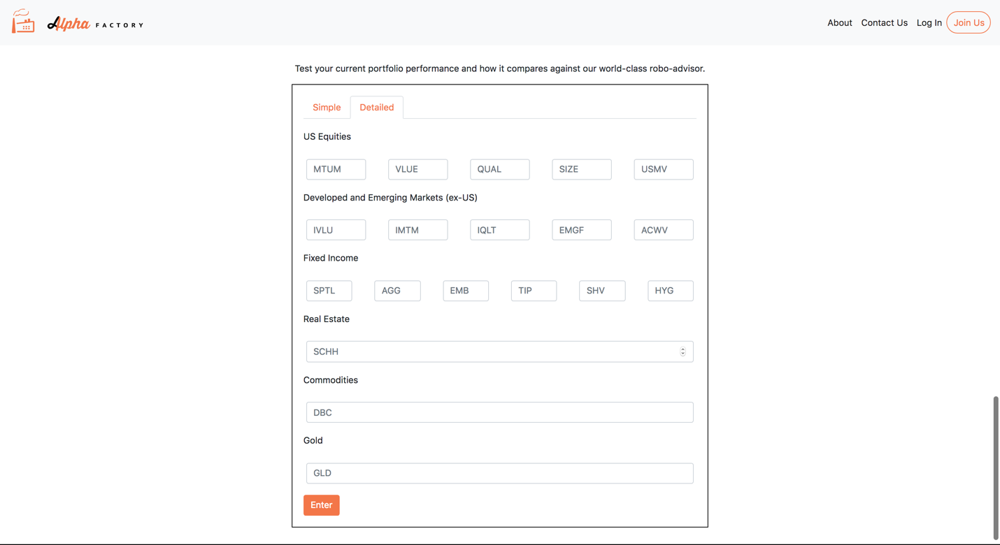 Alpha FACTORY
About Contact Us Log In Join Us
Test your current portfolio performance and how it compares against our world-class robo-advisor.
Simple Detailed
US Equities
MTUM VLUE QUAL SIZE USMV
Developed and Emerging Markets (ex-US)
IVLU IMTM IQLT EMGF ACWV
Fixed Income
SPTL AGG EMB TIP SHV HYG
Real Estate
SCHH
Commodities
DBC
Gold
GLD
Enter